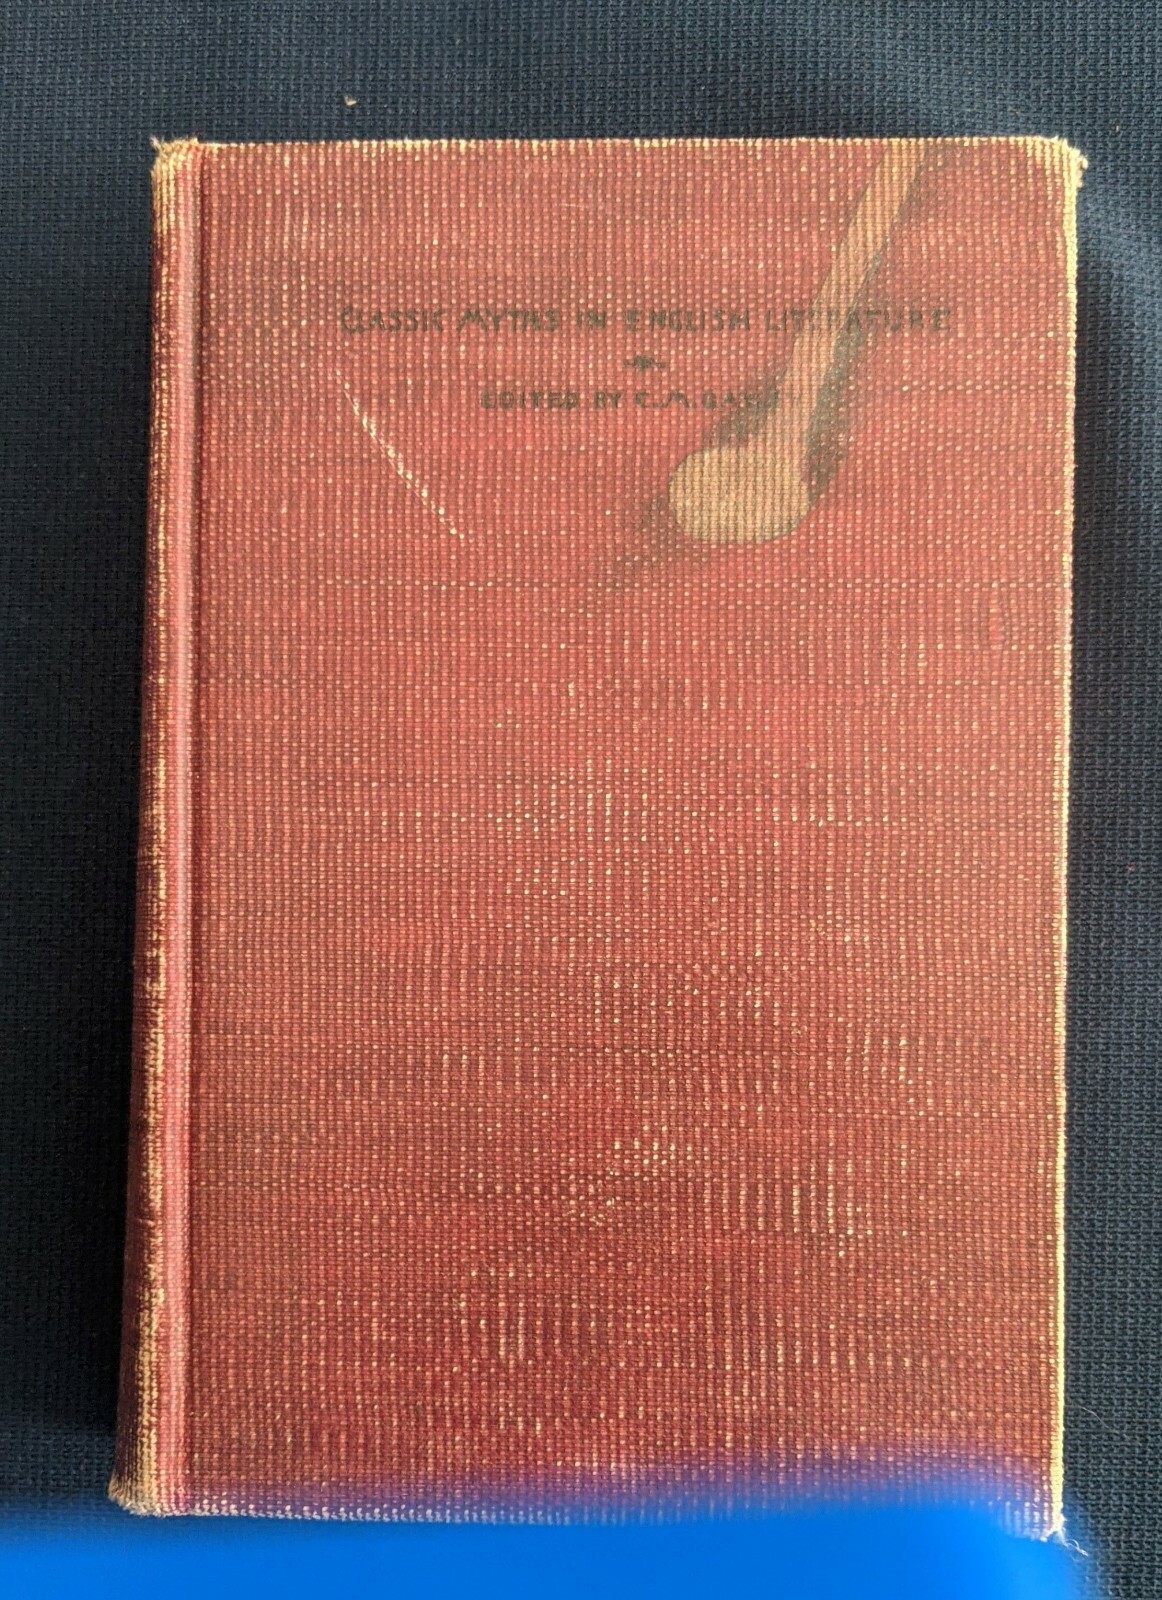 CLASSIC MYTHS IN ENGLISH LITERATURE
EDITED BY C. M.